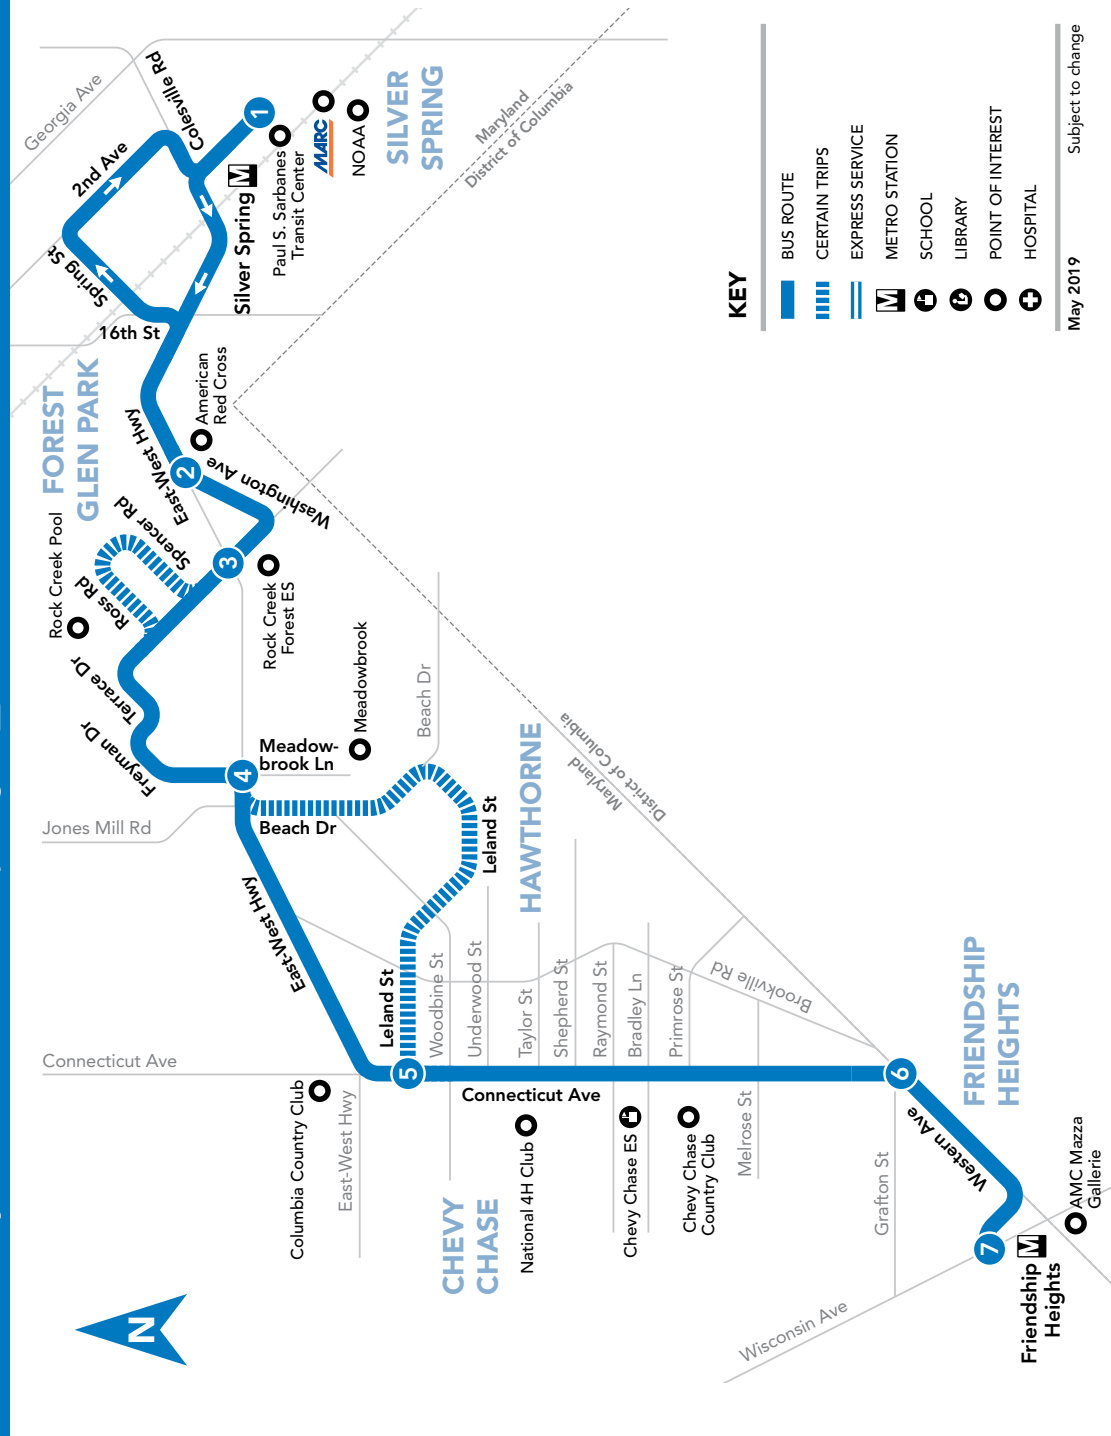 Georgia Ave
Colesville Rd
2nd Ave
Spring St
16th St
1
Silver Spring M
Paul S. Sarbanes
Transit Center
MARC
NOAA
SILVER
SPRING
Maryland
District of Columbia
FOREST
GLEN PARK
East-West Hwy
American
Red Cross
2
Washington Ave
3
Rock Creek
Forest ES
Spencer Rd
Ross Rd
Rock Creek Pool
Terrace Dr
Freyman Dr
4
Meadow-
brook Ln
Meadowbrook
Beach Dr
Beach Dr
Jones Mill Rd
East-West Hwy
Leland St
Leland St
HAWTHORNE
District of Columbia
Maryland
Connecticut Ave
5
Woodbine St
Underwood St
Taylor St
Shepherd St
Raymond St
Bradley Ln
Primrose St
Brookville Rd
Connecticut Ave
Columbia Country Club
East-West Hwy
CHEVY
CHASE
National 4H Club
Chevy Chase ES
Chevy Chase
Country Club
Melrose St
Grafton St
6
Western Ave
FRIENDSHIP
HEIGHTS
7
Friendship M
Heights
AMC Mazza
Gallerie
Wisconsin Ave
N
KEY
BUS ROUTE
CERTAIN TRIPS
EXPRESS SERVICE
M METRO STATION
SCHOOL
LIBRARY
POINT OF INTEREST
HOSPITAL
May 2019
Subject to change